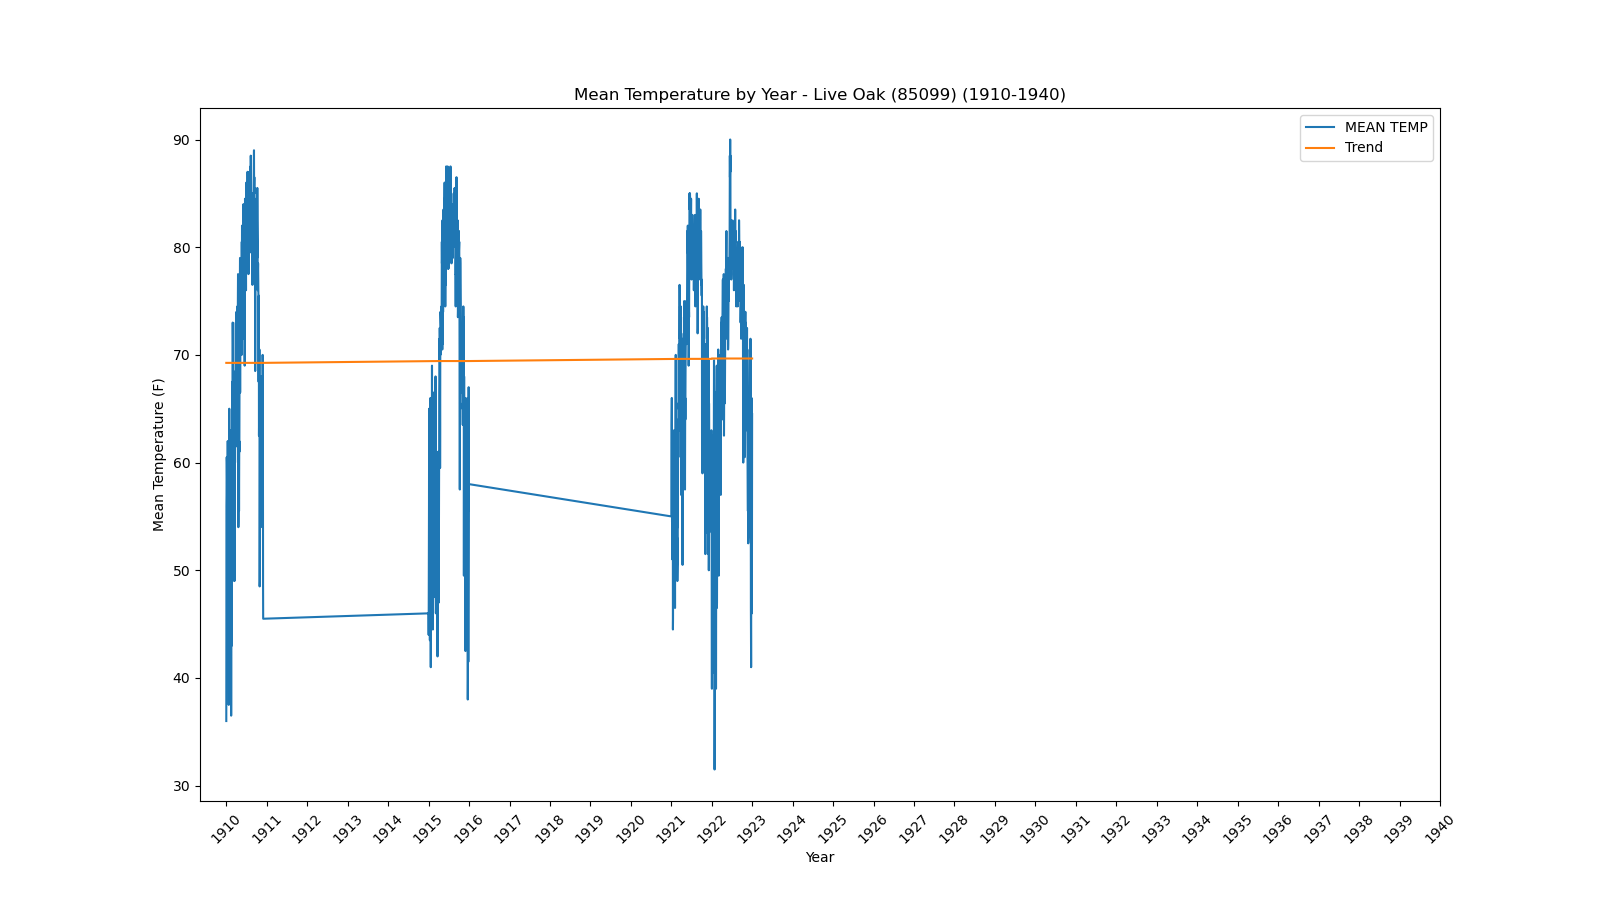 Mean Temperature by Year - Live Oak (85099) (1910-1940)
MEAN TEMP
Trend
90
80
70
60
50
40
30
Mean Temperature (F)
1910 1911 1912 1913 1914 1915 1916 1917 1918 1919 1920 1921 1922 1923 1924 1925 1926 1927 1928 1929 1930 1931 1932 1933 1934 1935 1936 1937 1938 1939 1940
Year